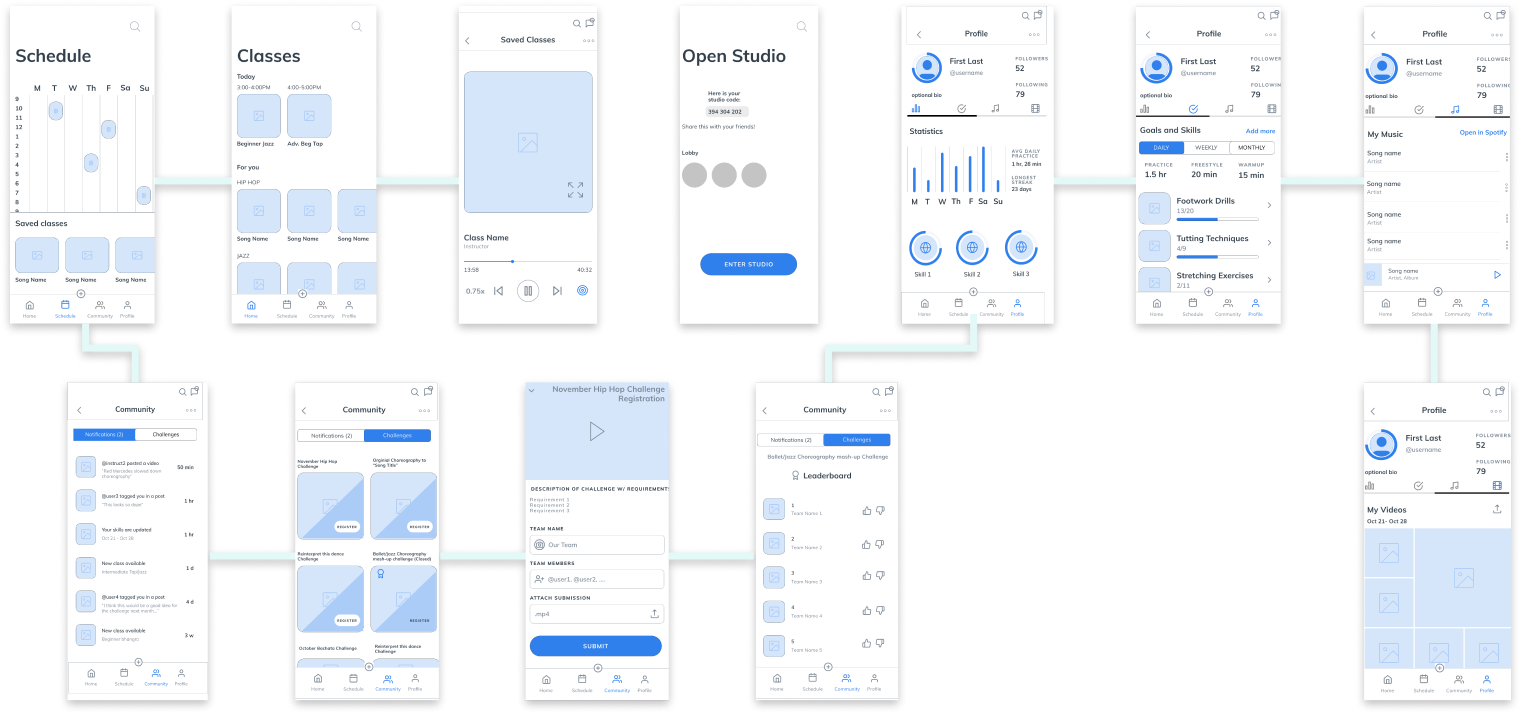 Schedule
M T W Th F Sa Su
9
10
11
12
1
2
3
4
5
6
7
8
9
Saved classes
Song Name Song Name Song Name
Home Schedule Community Profile
Classes
Today
3:00-4:00PM 4:00-5:00PM
Beginner Jazz Adv. Beg Tap
For you
HIP HOP
Song Name Song Name Song Name
JAZZ
Home Schedule Community Profile
Saved Classes
Class Name
Instructor
13:58 40:32
0.75x
Open Studio
Here is your
studio code:
394 304 202
Share this with your friends!
Lobby
ENTER STUDIO
Profile
First Last
@username
FOLLOWERS
52
FOLLOWING
79
optional bio
Statistics
AVG DAILY
PRACTICE
1 hr, 26 min
LONGEST
STREAK
23 days
M T W Th F Sa Su
Skill 1 Skill 2 Skill 3
Home Schedule Community Profile
Profile
First Last
@username
FOLLOWER
52
FOLLOWING
79
optional bio
Goals and Skills Add more
DAILY WEEKLY MONTHLY
PRACTICE FREESTYLE WARMUP
1.5 hr 20 min 15 min
Footwork Drills
13/20
Tutting Techniques
4/9
Stretching Exercises
2/11
Home Schedule Community Profile
Profile
First Last
@username
FOLLOWERS
52
FOLLOWING
79
optional bio
My Music Open in Spotify
Song name
Artist
Song name
Artist
Song name
Artist
Song name
Artist
Song name
Artist, Album
Home Schedule Community Profile
Community
Notifications (2) Challenges
@instruct2 posted a video
"Paul Mercedes slowed down
choreography"
50 min
@user3 tagged you in a post
"This looks so dope"
1 hr
Your skills are updated
Oct 21- Oct 28
1 hr
New class available
Intermediate Tap/Jazz
1 d
@user4 tagged you in a post
"I think this would be a good idea for
the challenge next month..."
4 d
New class available
Beginner Bhangra
3 w
Home Schedule Community Profile
Community
Notifications (2) Challenges
November Hip Hop
Challenge
REGISTER
Original Choreography to
"Song Title"
REGISTER
Reinterpret this dance
Challenge
REGISTER
Ballet/Jazz Choreography
mash-up challenge (Closed)
REGISTER
October Bachata Challenge
Reinterpret this dance
Challenge
Home Schedule Community Profile
November Hip Hop Challenge
Registration
DESCRIPTION OF CHALLENGE W/ REQUIREMENT
Requirement 1
Requirement 2
Requirement 3
TEAM NAME
Our Team
TEAM MEMBERS
@user1, @user2, ....
ATTACH SUBMISSION
.mp4
SUBMIT
Home Schedule Community Profile
Community
Notifications (2) Challenges
Ballet/Jazz Choreography mash-up Challenge
Leaderboard
1
Team Name 1
2
Team Name 2
3
Team Name 3
4
Team Name 4
5
Team Name 5
Home Schedule Community Profile
Profile
First Last
@username
FOLLOWERS
52
FOLLOWING
79
optional bio
My Videos
Oct 21- Oct 28
Home Schedule Community Profile